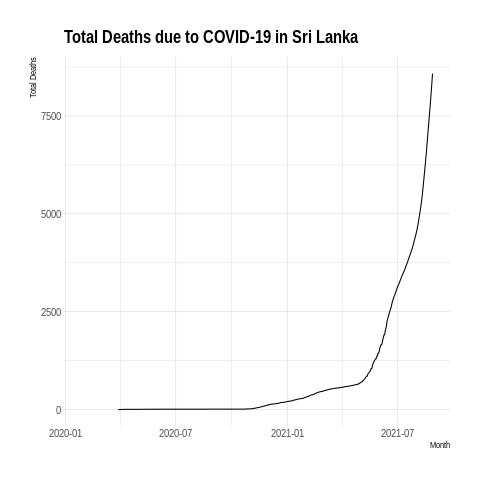 Total Deaths due to COVID-19 in Sri Lanka
Total Deaths
7500
5000
2500
0
2020-01 2020-07 2021-01 2021-07
Month